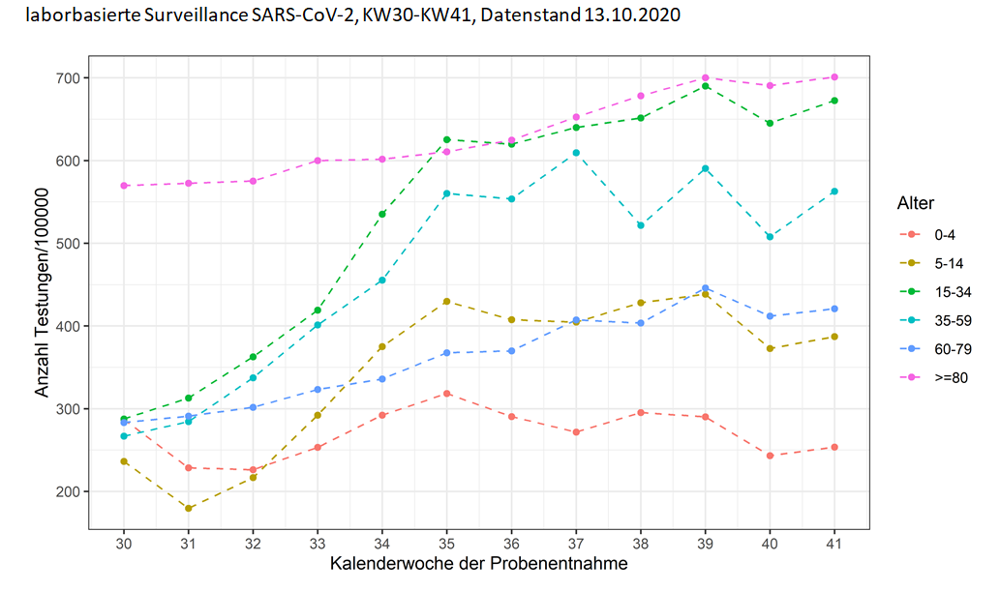 laborbasierte Surveillance SARS-CoV-2, KW30-KW41, Datenstand 13.10.2020
700
600
500
400
300
200
Anzahl Testungen/100000
30 31 32 33 34 35 36 37 38 39 40 41
Kalenderwoche der Probenentnahme
Alter
0-4
5-14
15-34
35-59
60-79
>=80